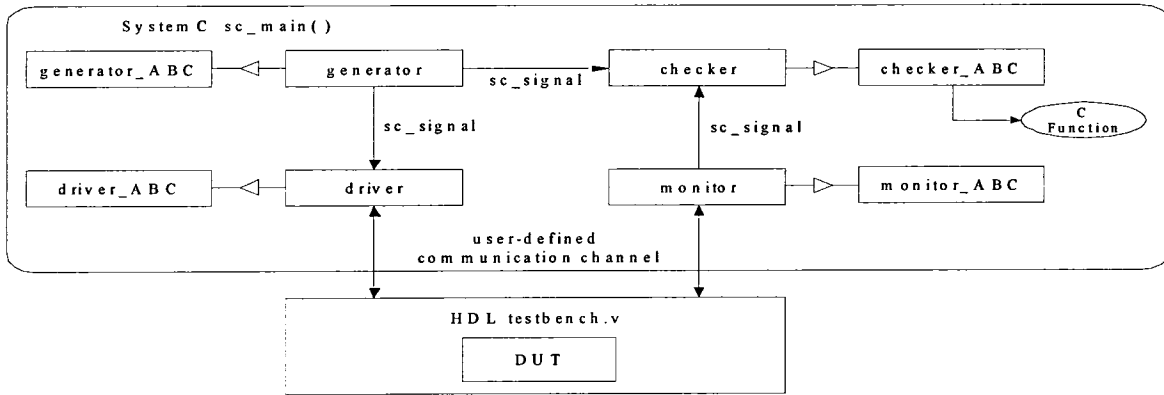 SystemC sc_main()
generator_ABC
generator
sc_signal
checker
checker_ABC
sc_signal
sc_signal
C
Function
driver_ABC
driver
monitor
monitor_ABC
user-defined
communication channel
HDL testbench.v
DUT